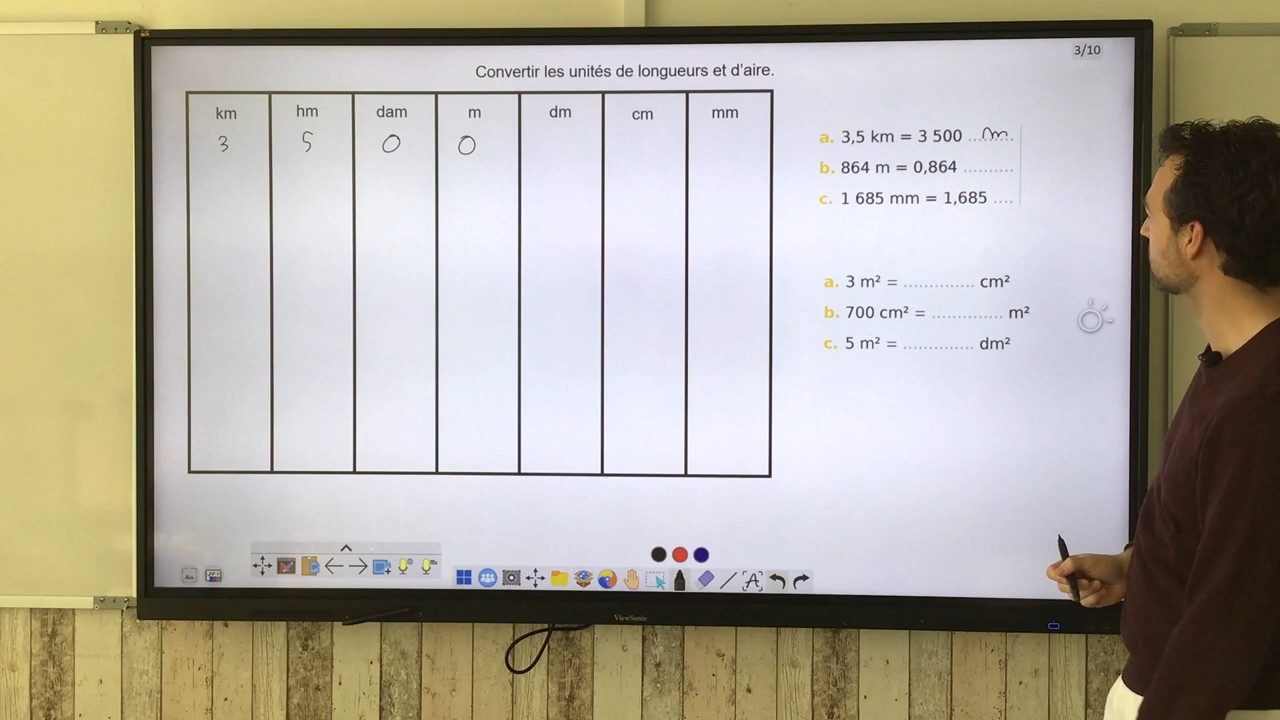 3/10
Convertir les unités de longueurs et d'aire.
km hm dam m dm cm mm
3 5 0 0
a. 3,5 km = 3 500 ...m....
b. 864 m = 0,864 ..........
c. 1 685 mm = 1,685 ....
a. 3 m² = .............. cm²
b. 700 cm² = .............. m²
c. 5 m² = .............. dm²
ViewSonic